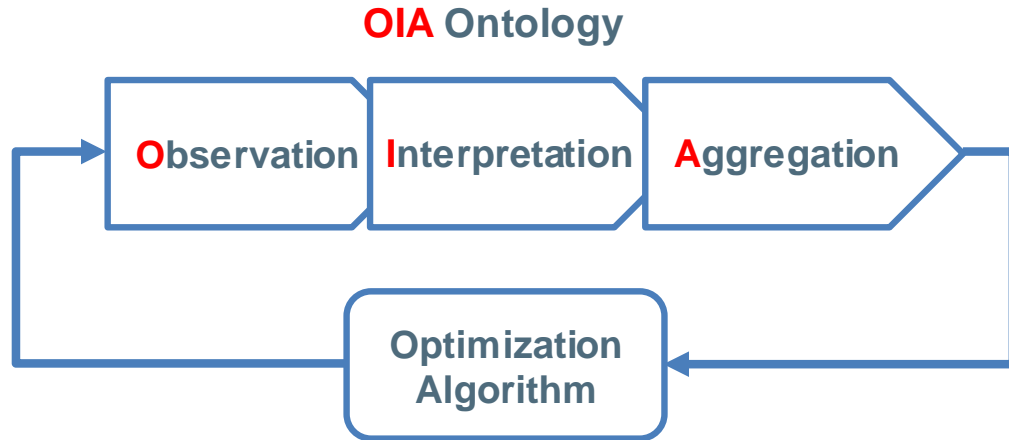 OIA Ontology
Observation
Interpretation
Aggregation
Optimization
Algorithm